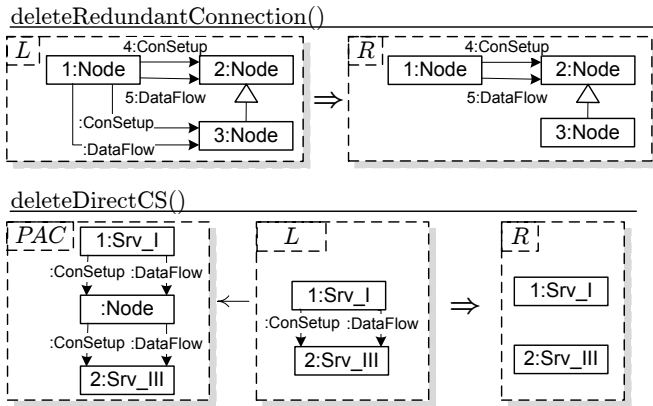 deleteRedundantConnection()
L
4:ConSetup
1:Node
2:Node
5:DataFlow
:ConSetup
:DataFlow
3:Node
⇒
R
4:ConSetup
1:Node
2:Node
5:DataFlow
3:Node
deleteDirectCS()
PAC
1:Srv_I
:ConSetup :DataFlow
:Node
:ConSetup :DataFlow
2:Srv_III
L
1:Srv_I
:ConSetup :DataFlow
2:Srv_III
⇒
R
1:Srv_I
2:Srv_III